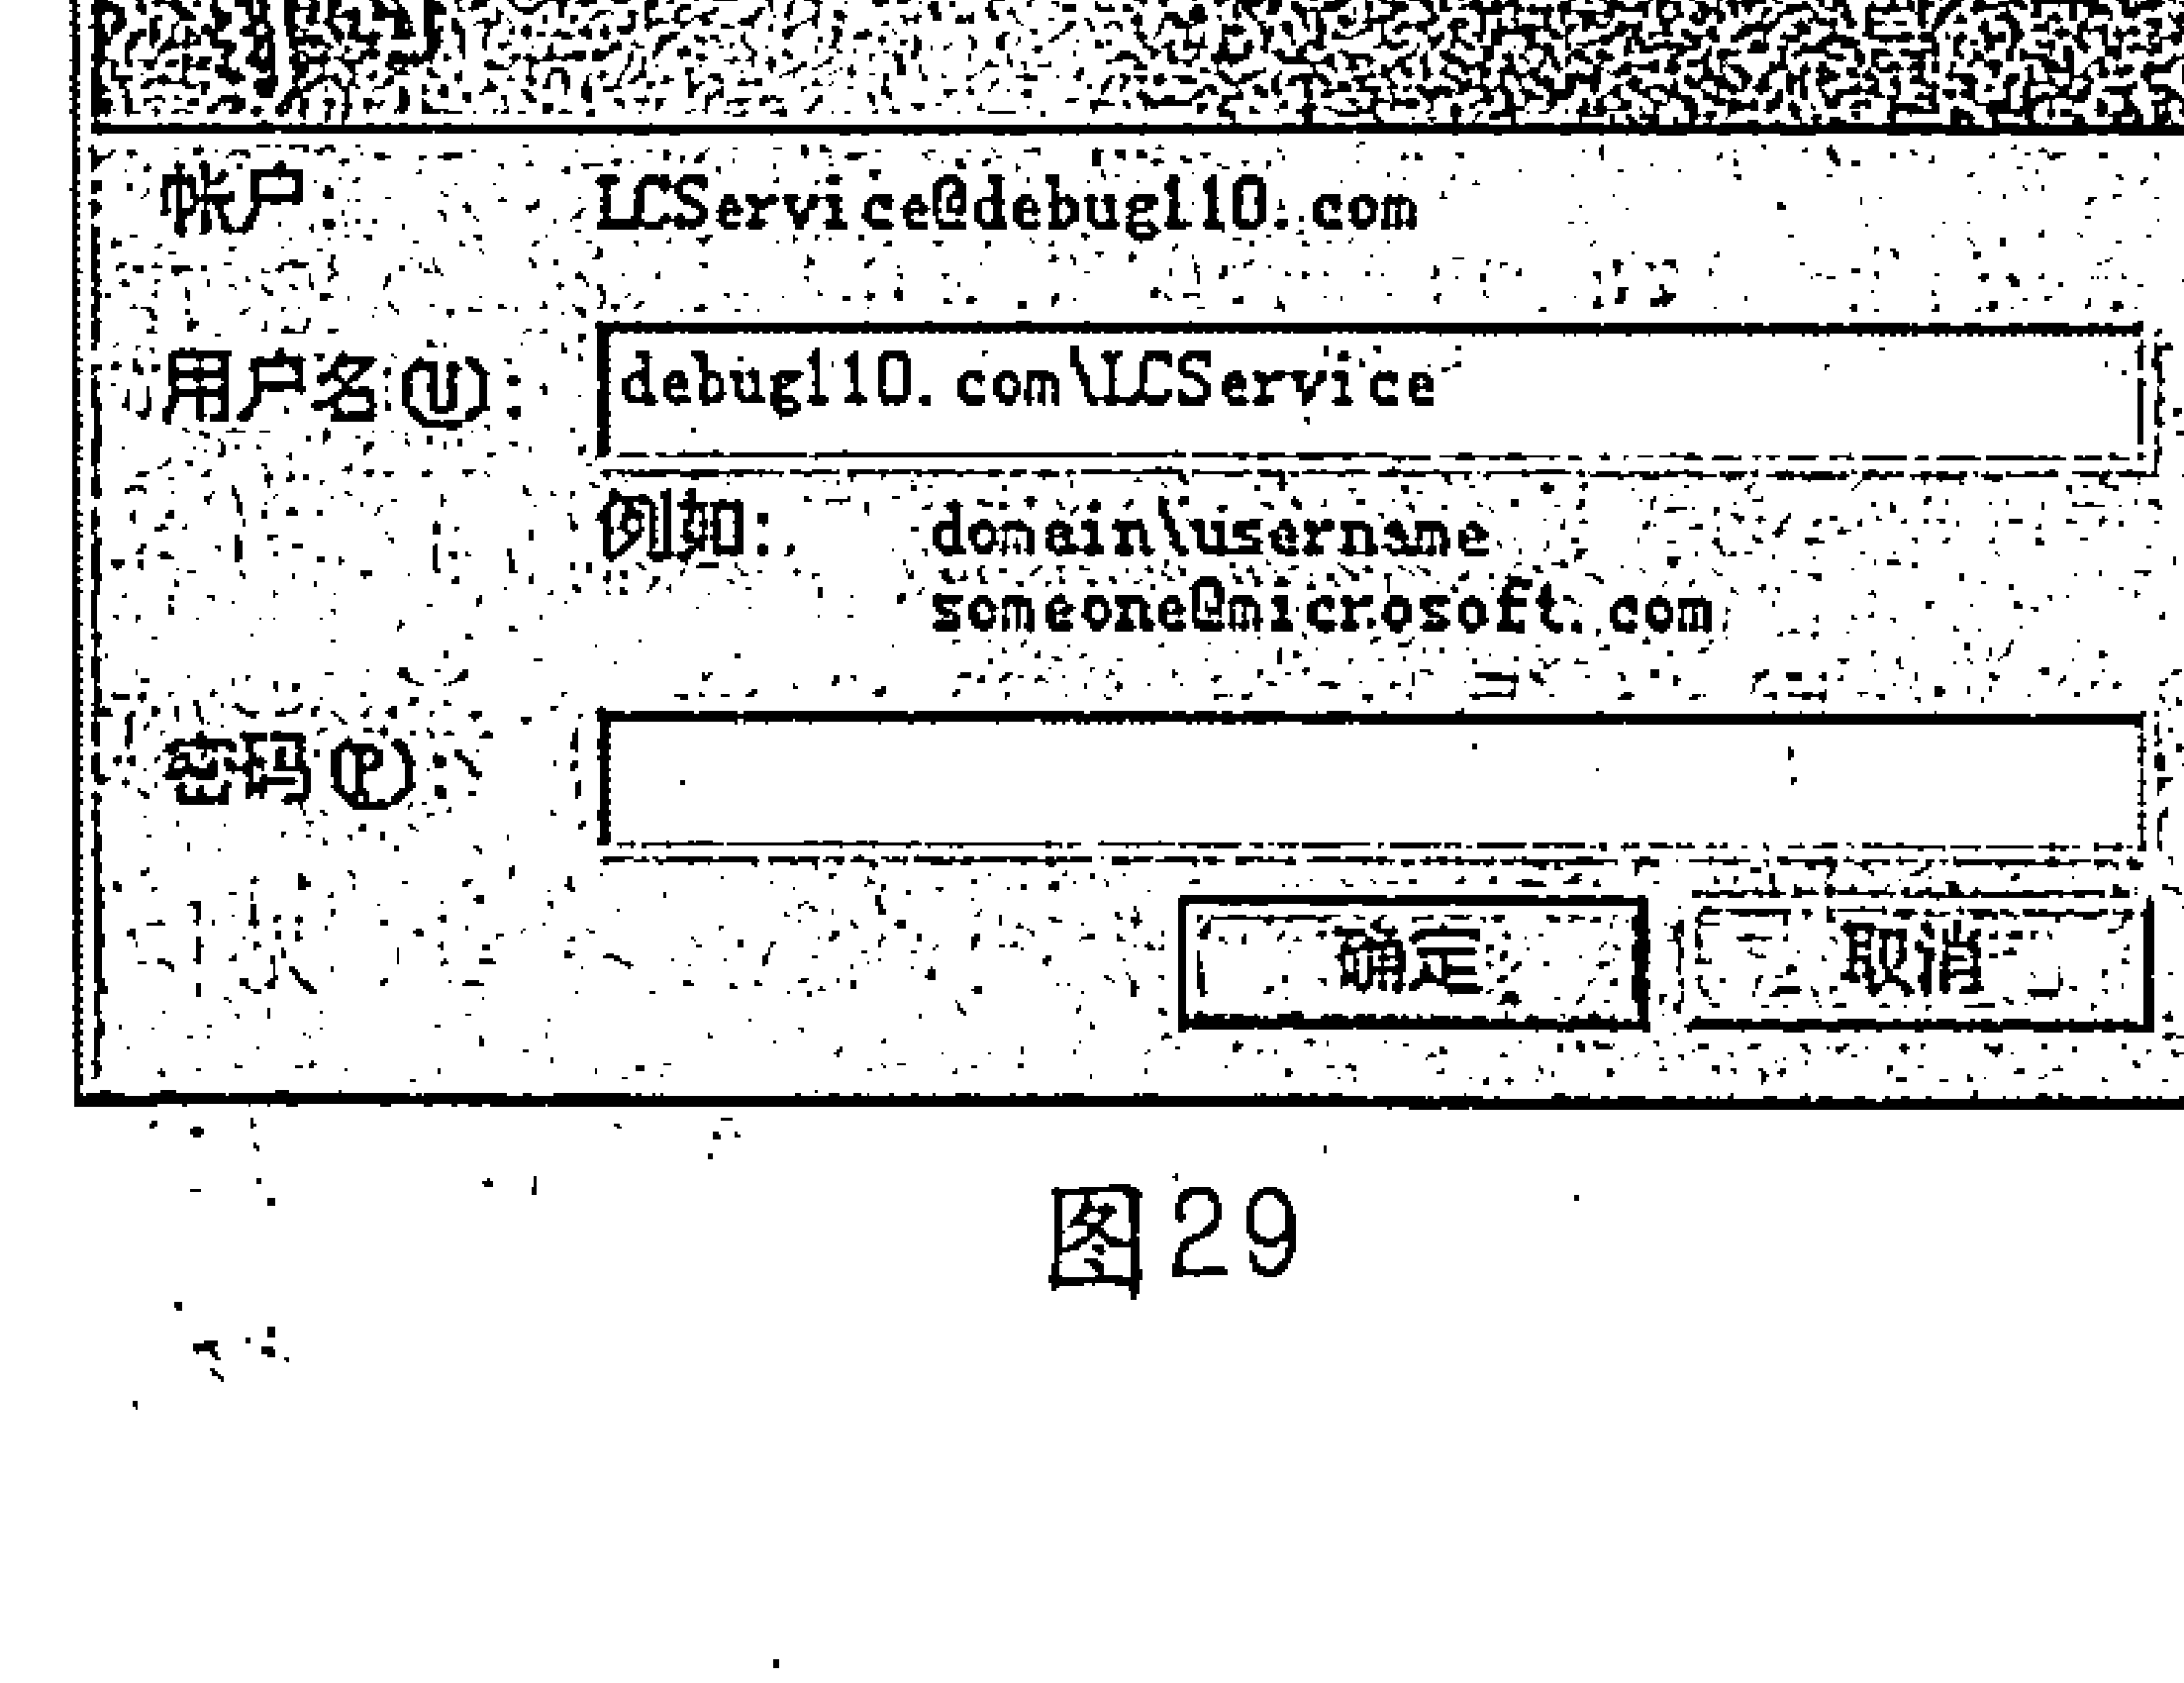 帐户: LCService@debug110.com
用户名(U): debug110.com\LCService
例如: domain\username
someone@microsoft.com
密码(P):
确定 取消
图29